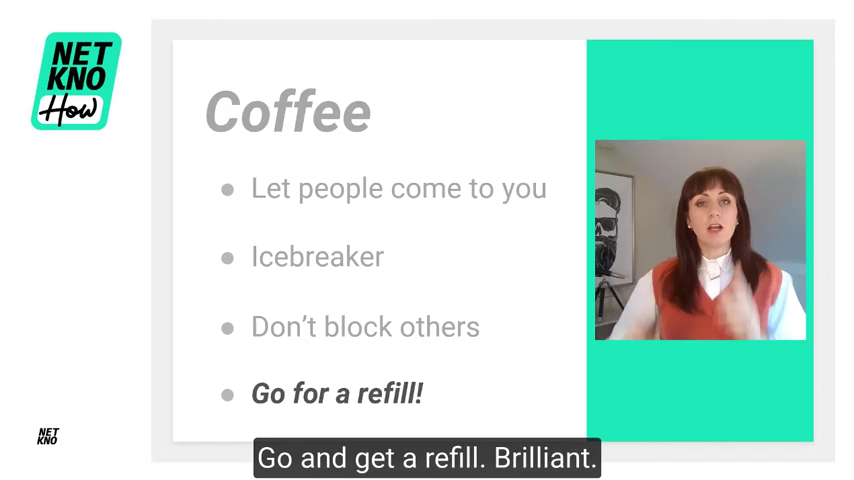 NET
KNO
How
Coffee
Let people come to you
Icebreaker
Don't block others
Go for a refill!
NET
KNO
Go and get a refill. Brilliant.